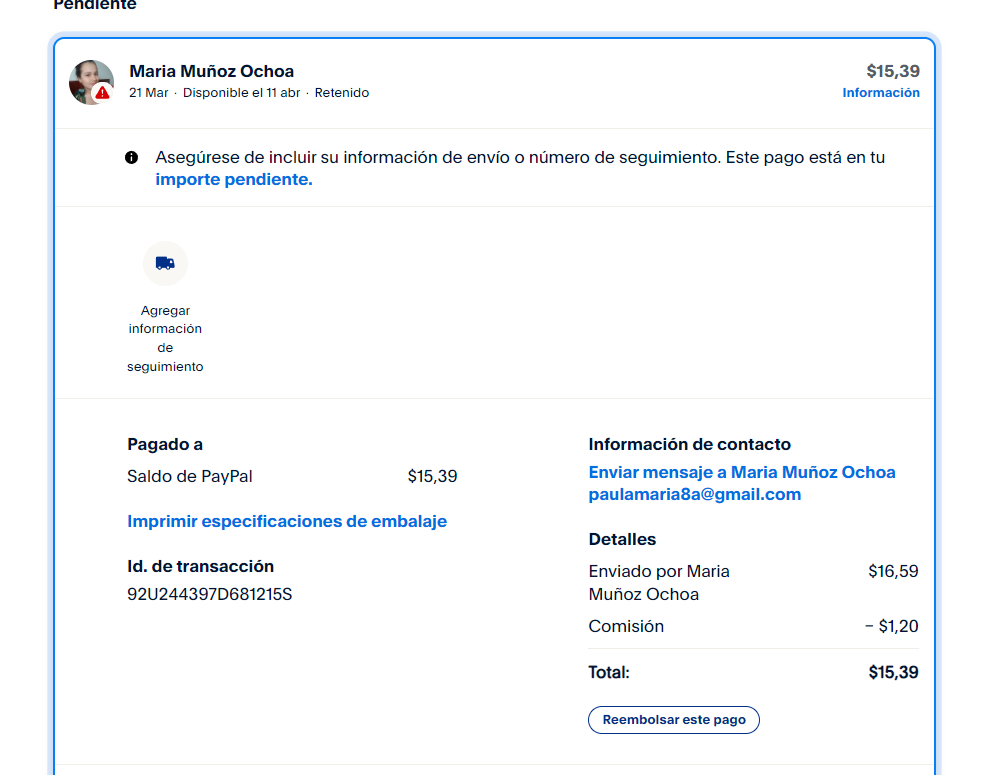 Pendiente
Maria Muñoz Ochoa
$15,39
21 Mar · Disponible el 11 abr · Retenido
Información
Asegúrese de incluir su información de envío o número de seguimiento. Este pago está en tu
importe pendiente.
Agregar
información
de
seguimiento
Pagado a
Saldo de PayPal $15,39
Imprimir especificaciones de embalaje
Id. de transacción
92U244397D681215S
Información de contacto
Enviar mensaje a Maria Muñoz Ochoa
paulamaria8a@gmail.com
Detalles
Enviado por Maria $16,59
Muñoz Ochoa
Comisión − $1,20
Total: $15,39
Reembolsar este pago